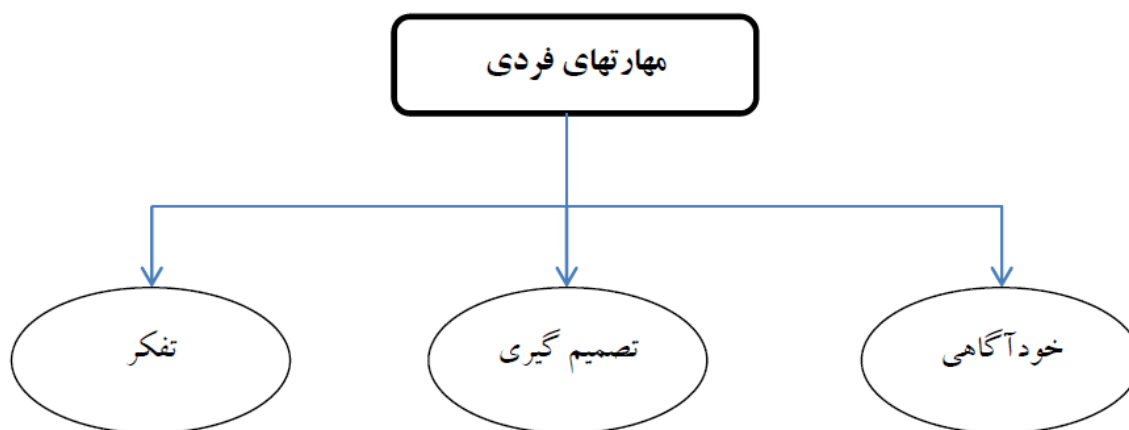 مهارتهای فردی
خودآگاهی
تصمیم گیری
تفکر